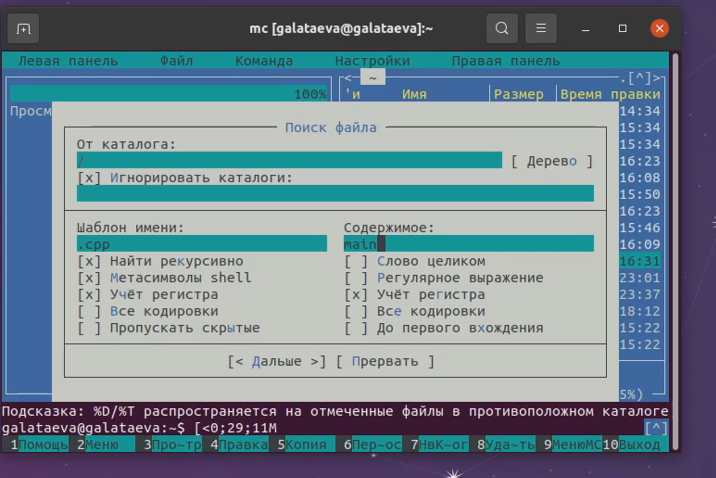 mc [galataeva@galataeva]:~
Левая панель Файл Команда Настройки Правая панель
<─ ~ .[^]>
100% 'и Имя Размер Время правки
Просм 14:34
Поиск файла 15:34
От каталога: 15:34
/ [ Дерево ] 16:23
[x] Игнорировать каталоги: 16:08
15:50
16:23
Шаблон имени: Содержимое: 15:46
.cpp main 16:09
[x] Найти рекурсивно [ ] Слово целиком 16:31
[x] Метасимволы shell [ ] Регулярное выражение 23:01
[x] Учёт регистра [x] Учёт регистра 23:37
[ ] Все кодировки [ ] Все кодировки 18:12
[ ] Пропускать скрытые [ ] До первого вхождения 15:22
15:22
[< Дальше >] [ Прервать ]
5%)
Подсказка: %D/%T распространяется на отмеченные файлы в противоположном каталоге
galataeva@galataeva:~$ [<0;29;11M [^]
1Помощь 2Меню 3Про~тр 4Правка 5Копия 6Пер~ос 7НвК~ог 8Уда~ть 9МенюМС 10Выход